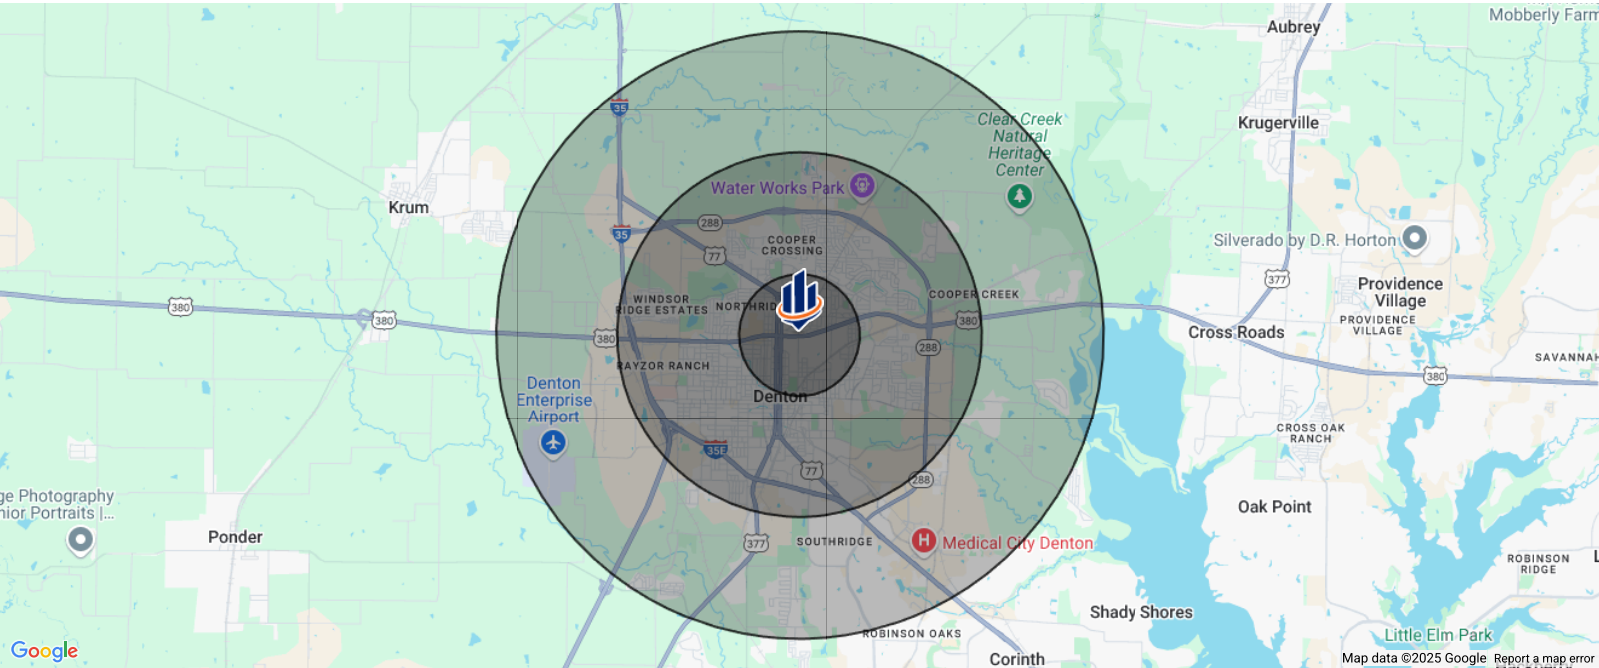 Mobberly Farm
Aubrey
35
Clear Creek
Natural
Heritage
Center
Krugerville
Water Works Park
Krum
288
35
COOPER
CROSSING
77
Silverado by D.R. Horton
377
Providence
Village
PROVIDENCE
VILLAGE
380
380
WINDSOR
RIDGE ESTATES
NORTHRID
COOPER CREEK
380
380
288
Cross Roads
SAVANNAH
RAYZOR RANCH
380
Denton
Enterprise
Airport
Denton
CROSS OAK
RANCH
35E
77
288
ge Photography
nior Portraits |...
Oak Point
Ponder
377
SOUTHRIDGE
H
Medical City Denton
ROBINSON
RIDGE
Shady Shores
ROBINSON OAKS
Little Elm Park
Corinth
Google
Map data ©2025 Google
Report a map error